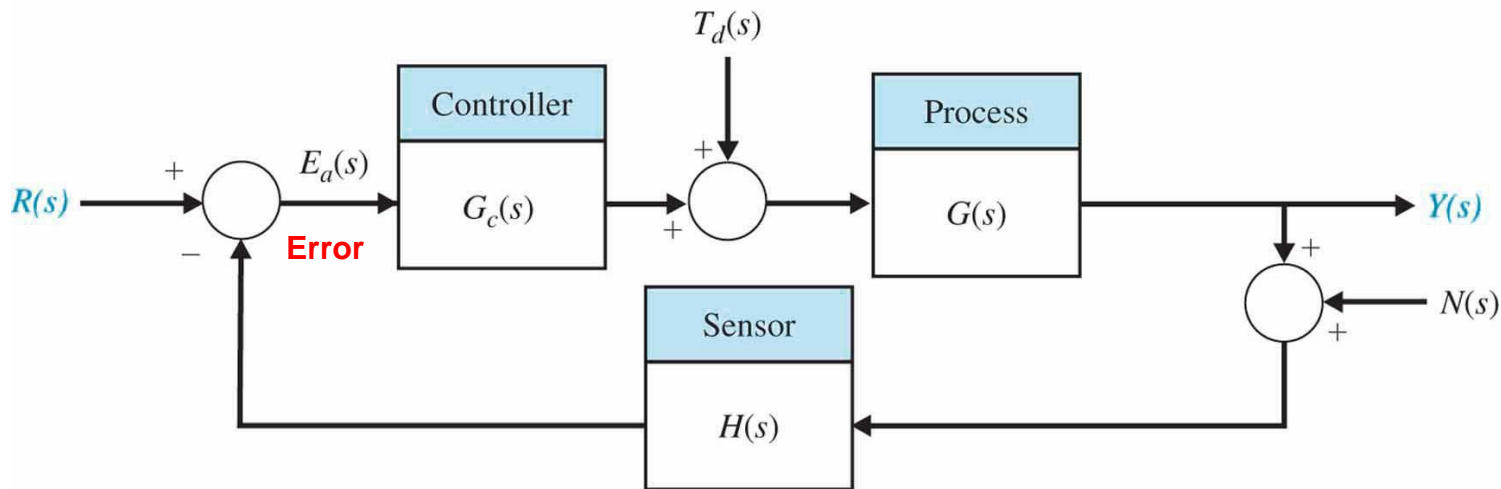 T_d(s)
Controller
Process
+
E_a(s)
+
R(s)
G_c(s)
G(s)
Y(s)
+
−
Error
+
Sensor
N(s)
+
H(s)